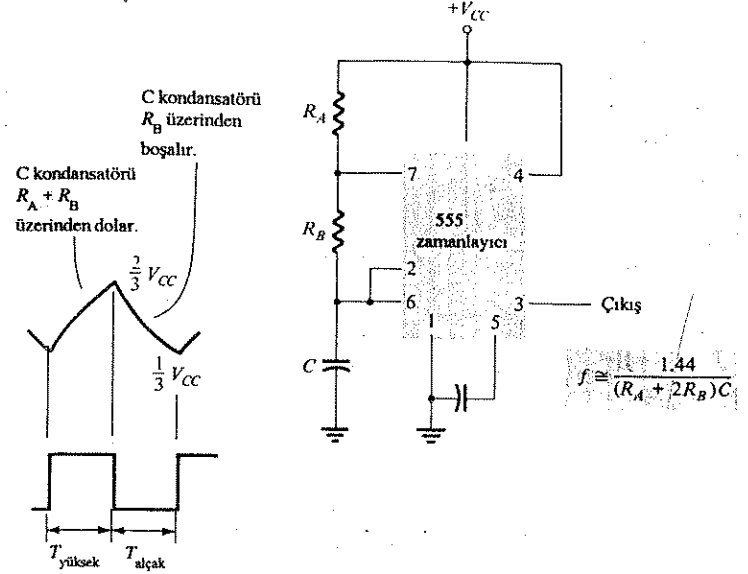 +V_CC
C kondansatörü
R_B üzerinden
boşalır.
C kondansatörü
R_A + R_B
üzerinden dolar.
2/3 V_CC
1/3 V_CC
T_yüksek
T_alçak
R_A
R_B
C
7
4
555
zamanlayıcı
2
6
3
1
5
Çıkış
f ≅ 1.44/(R_A + 2R_B)C